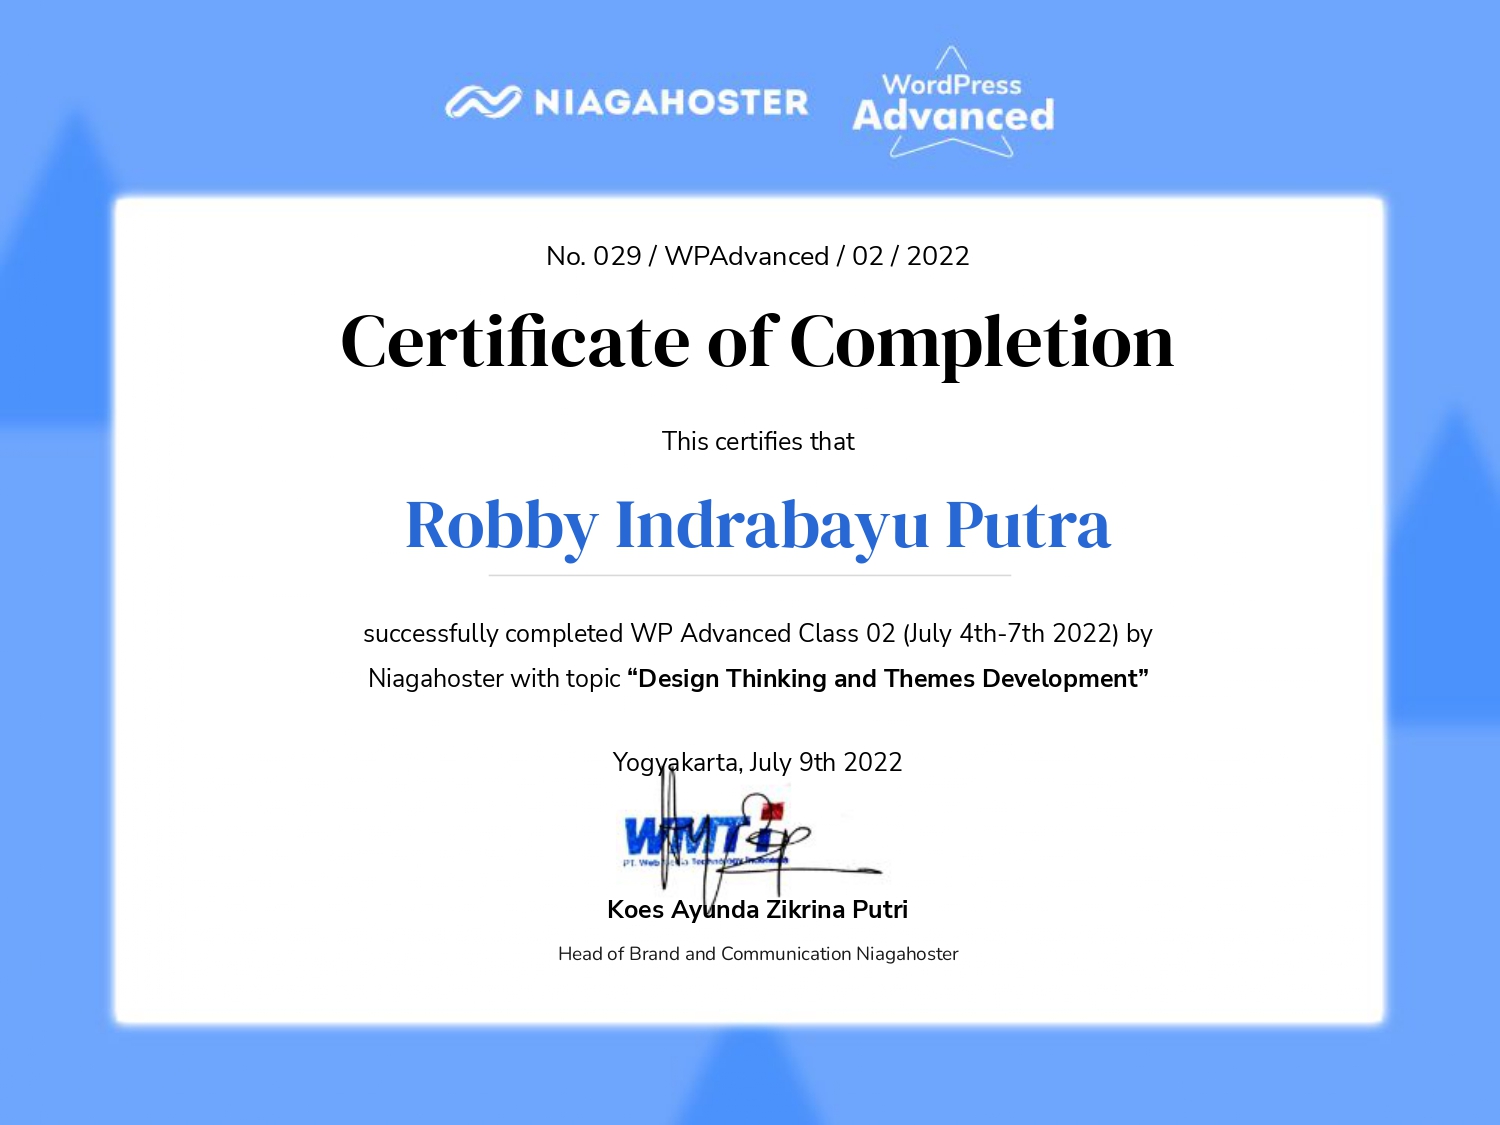 NIAGAHOSTER
WordPress
Advanced
No. 029 / WPAdvanced / 02 / 2022
Certificate of Completion
This certifies that
Robby Indrabayu Putra
successfully completed WP Advanced Class 02 (July 4th-7th 2022) by
Niagahoster with topic “Design Thinking and Themes Development”
Yogyakarta, July 9th 2022
WMTi
PT. Web Technology Indonesia
Koes Ayunda Zikrina Putri
Head of Brand and Communication Niagahoster